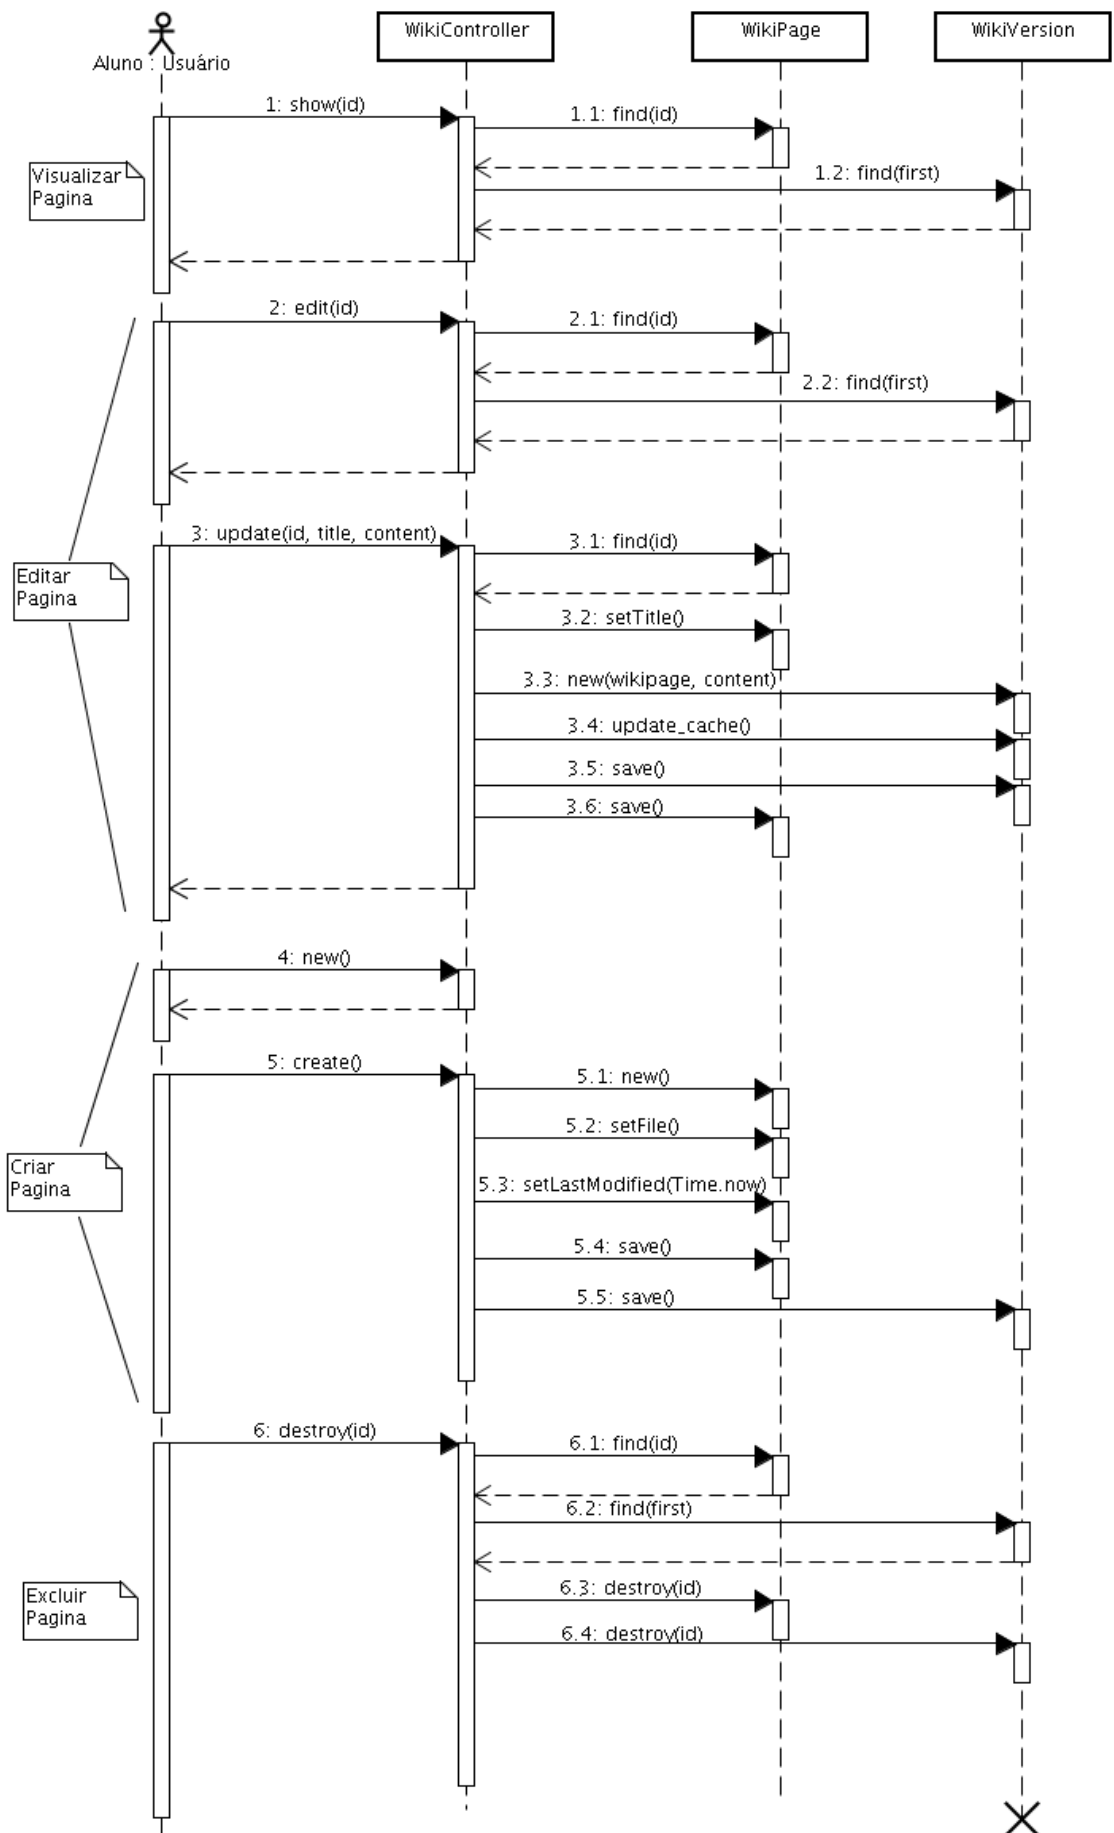 WikiController
WikiPage
WikiVersion
Aluno : Usuário
1: show(id)
1.1: find(id)
Visualizar
Pagina
1.2: find(first)
2: edit(id)
2.1: find(id)
2.2: find(first)
3: update(id, title, content)
3.1: find(id)
Editar
Pagina
3.2: setTitle()
3.3: new(wikipage, content)
3.4: update_cache()
3.5: save()
3.6: save()
4: new()
5: create()
5.1: new()
5.2: setFile()
Criar
Pagina
5.3: setLastModified(Time.now)
5.4: save()
5.5: save()
6: destroy(id)
6.1: find(id)
6.2: find(first)
Excluir
Pagina
6.3: destroy(id)
6.4: destroy(id)